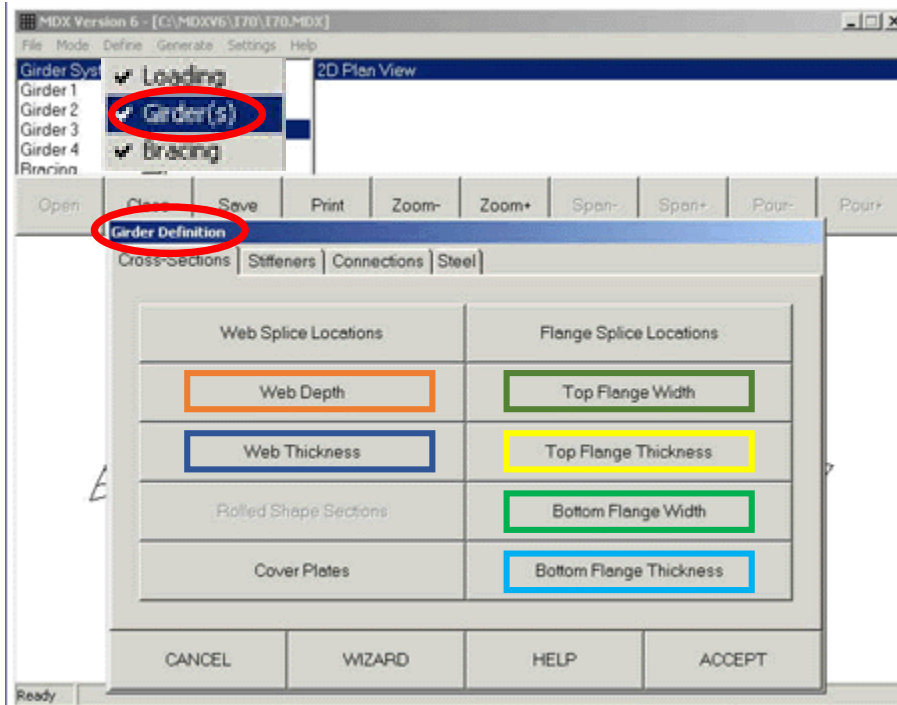 MDX Version 6 - [C:\MDXV6\I70\I70.MDX]
File Mode Define Generate Settings Help
Girder Syst
Girder 1
Girder 2
Girder 3
Girder 4
Bracing
Loading
Girder(s)
Bracing
2D Plan View
Open Close Save Print Zoom- Zoom+ Span- Span+ Pour- Pour+
Girder Definition
Cross-Sections Stiffeners Connections Steel
Web Splice Locations Flange Splice Locations
Web Depth Top Flange Width
Web Thickness Top Flange Thickness
Rolled Shape Sections Bottom Flange Width
Cover Plates Bottom Flange Thickness
CANCEL WIZARD HELP ACCEPT
Ready